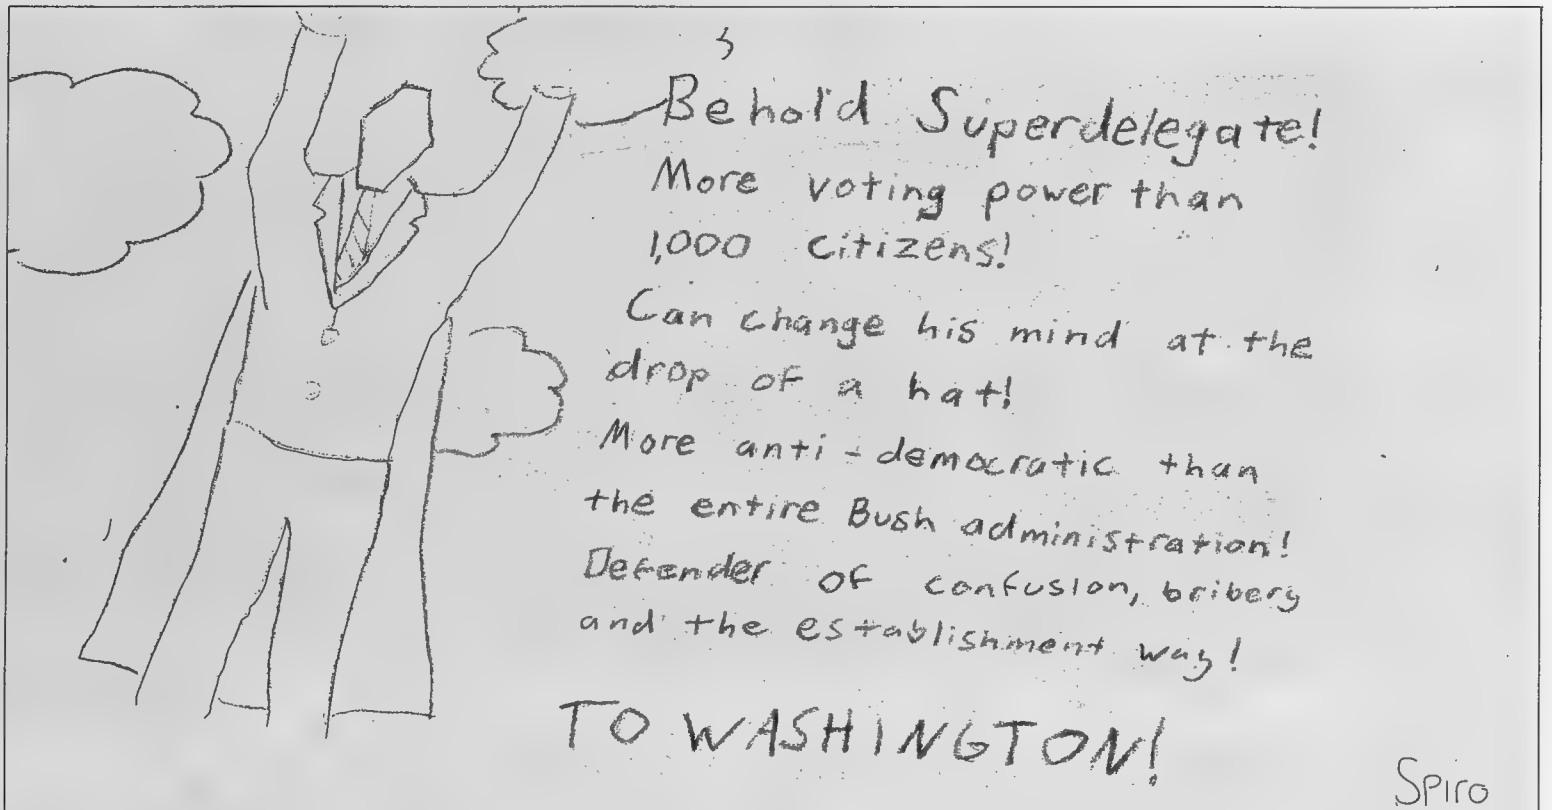 Behold Superdelegate!
More voting power than
1,000 citizens!
Can change his mind at the
drop of a hat!
More anti-democratic than
the entire Bush administration!
Defender of confusion, bribery
and the establishment way!
TO WASHINGTON!
Spiro